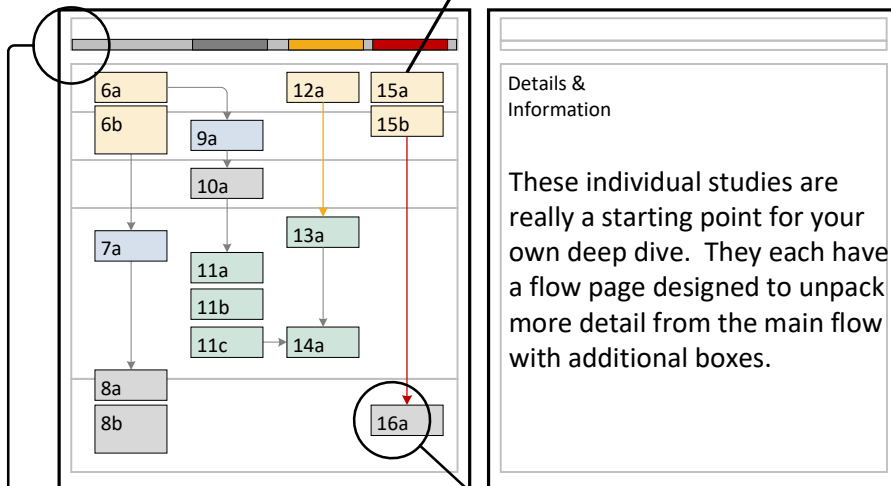 6a
12a
15a
6b
9a
15b
10a
7a
13a
11a
11b
11c
14a
8a
8b
16a
Details &
Information
These individual studies are
really a starting point for your
own deep dive.  They each have
a flow page designed to unpack
more detail from the main flow
with additional boxes.